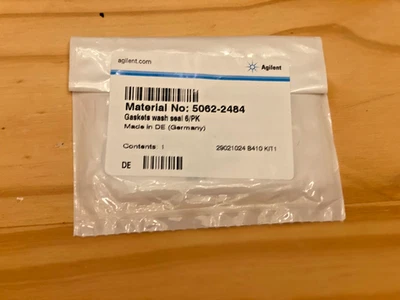 agilent.com
Agilent
Material No: 5062-2484
Gaskets wash seal 6/PK
Made in DE (Germany)
Contents: 1
29021024 B410 KIT1
DE